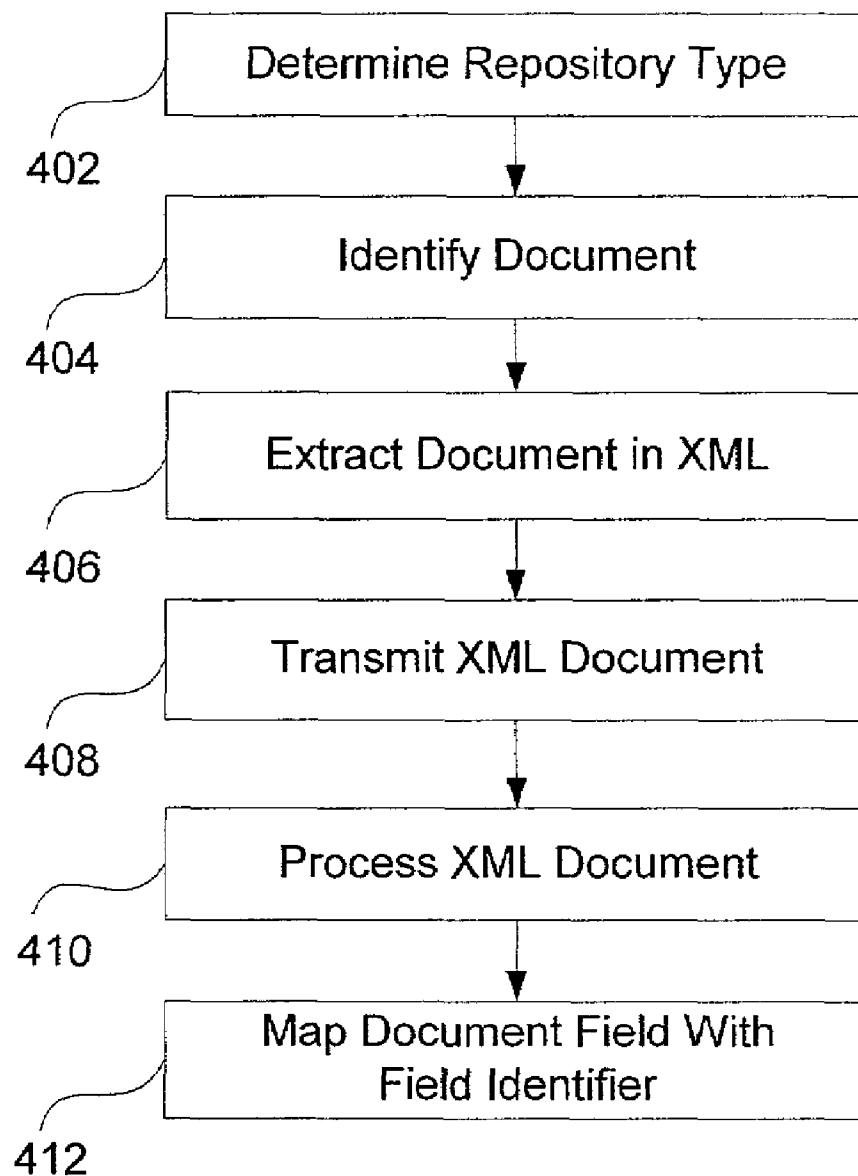 Determine Repository Type
402
Identify Document
404
Extract Document in XML
406
Transmit XML Document
408
Process XML Document
410
Map Document Field With
Field Identifier
412